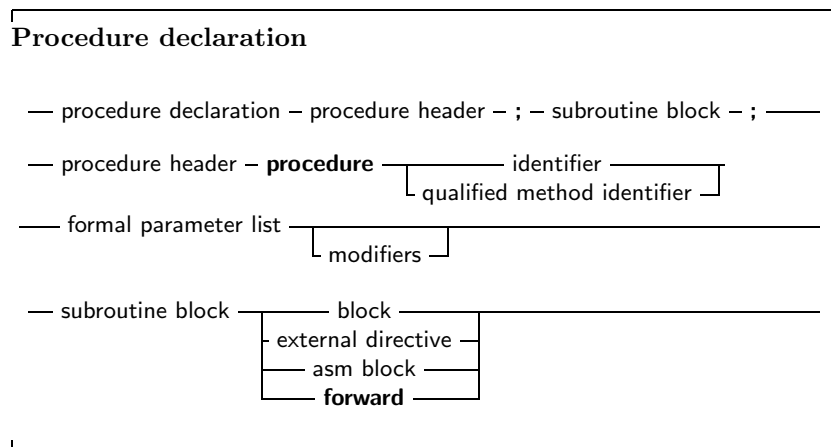 Procedure declaration
procedure declaration procedure header ; subroutine block ;
procedure header procedure identifier
qualified method identifier
formal parameter list
modifiers
subroutine block block
external directive
asm block
forward